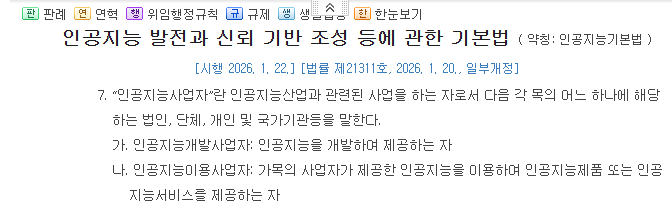 판 판례 연 연혁 행 위임행정규칙 규 규제 생 한 한눈보기
인공지능 발전과 신뢰 기반 조성 등에 관한 기본법 ( 약칭: 인공지능기본법 )
[시행 2026. 1. 22.] [법률 제21311호, 2026. 1. 20., 일부개정]
7. "인공지능사업자"란 인공지능산업과 관련된 사업을 하는 자로서 다음 각 목의 어느 하나에 해당
하는 법인, 단체, 개인 및 국가기관등을 말한다.
가. 인공지능개발사업자: 인공지능을 개발하여 제공하는 자
나. 인공지능이용사업자: 가목의 사업자가 제공한 인공지능을 이용하여 인공지능제품 또는 인공
지능서비스를 제공하는 자